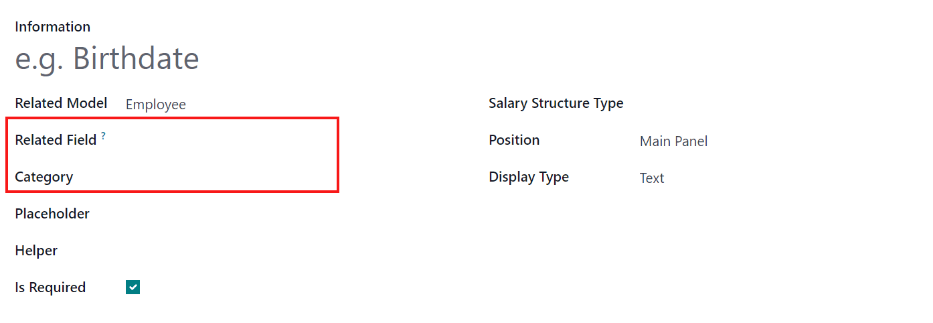 Information
e.g. Birthdate
Related Model Employee
Related Field ?
Category
Placeholder
Helper
Is Required
Salary Structure Type
Position Main Panel
Display Type Text